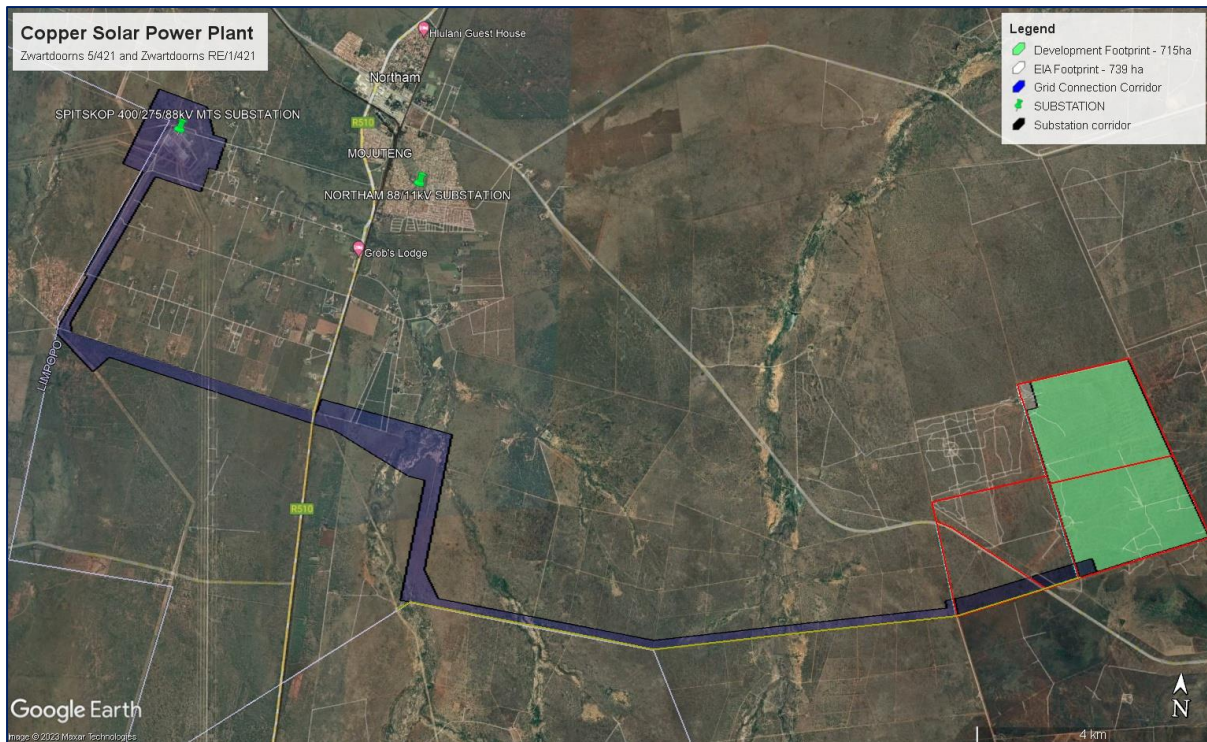 Copper Solar Power Plant
Zwartdoorns 5/421 and Zwartdoorns RE/1/421
Legend
Development Footprint - 715ha
EIA Footprint - 739 ha
Grid Connection Corridor
SUBSTATION
Substation corridor
Hlulani Guest House
Northam
SPITSKOP 400/275/88kV MTS SUBSTATION
R510
MOJUTENG
NORTHAM 88/11kV SUBSTATION
Grob's Lodge
LIMPOPO
R510
Google Earth
Image © 2023 Maxar Technologies
N
4 km